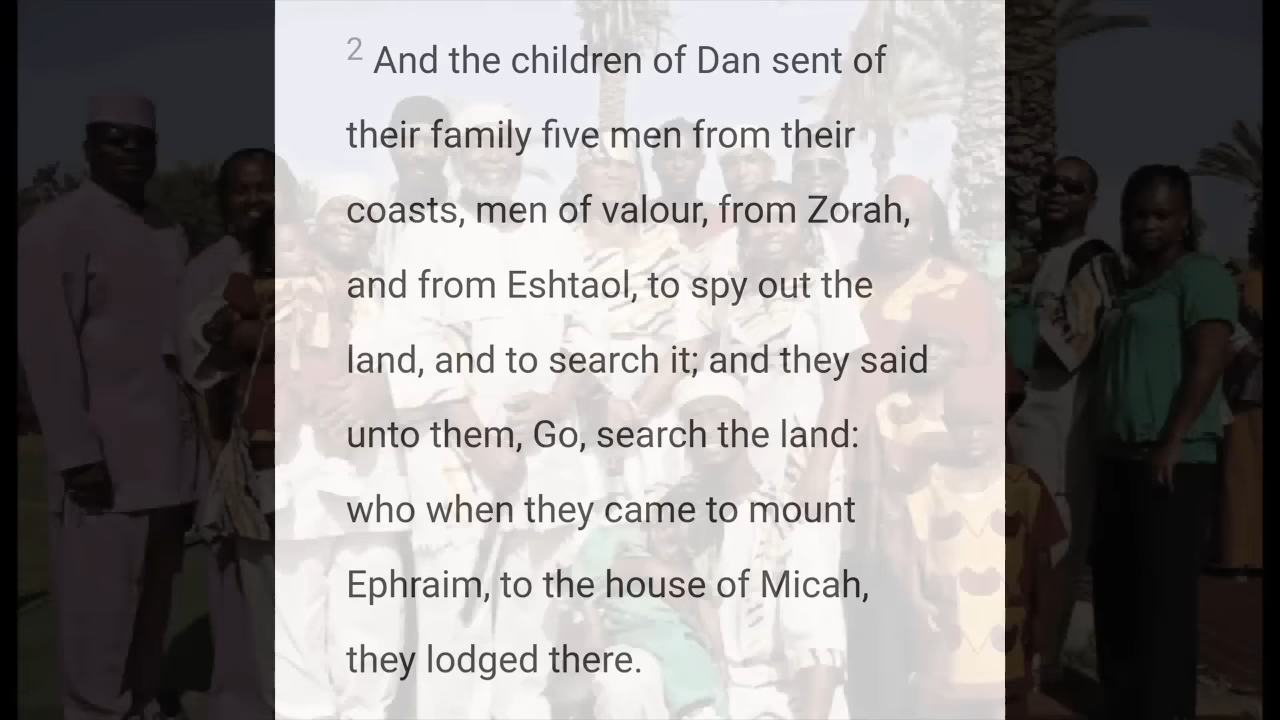 2 And the children of Dan sent of
their family five men from their
coasts, men of valour, from Zorah,
and from Eshtaol, to spy out the
land, and to search it; and they said
unto them, Go, search the land:
who when they came to mount
Ephraim, to the house of Micah,
they lodged there.